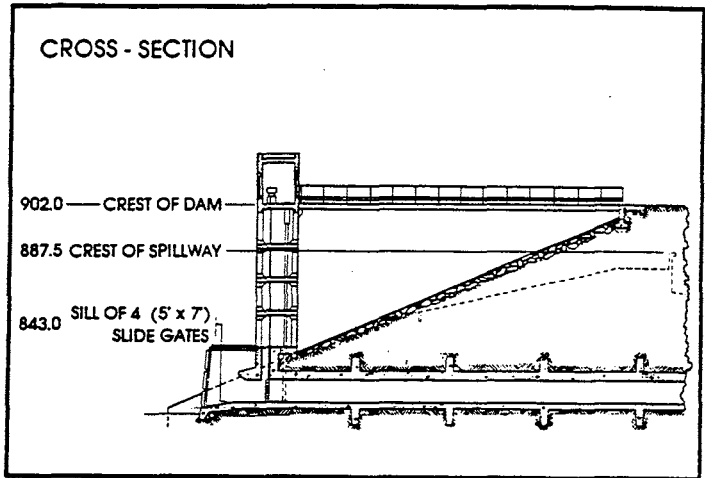 CROSS - SECTION
902.0 CREST OF DAM
887.5 CREST OF SPILLWAY
843.0 SILL OF 4 (5' x 7')
SLIDE GATES